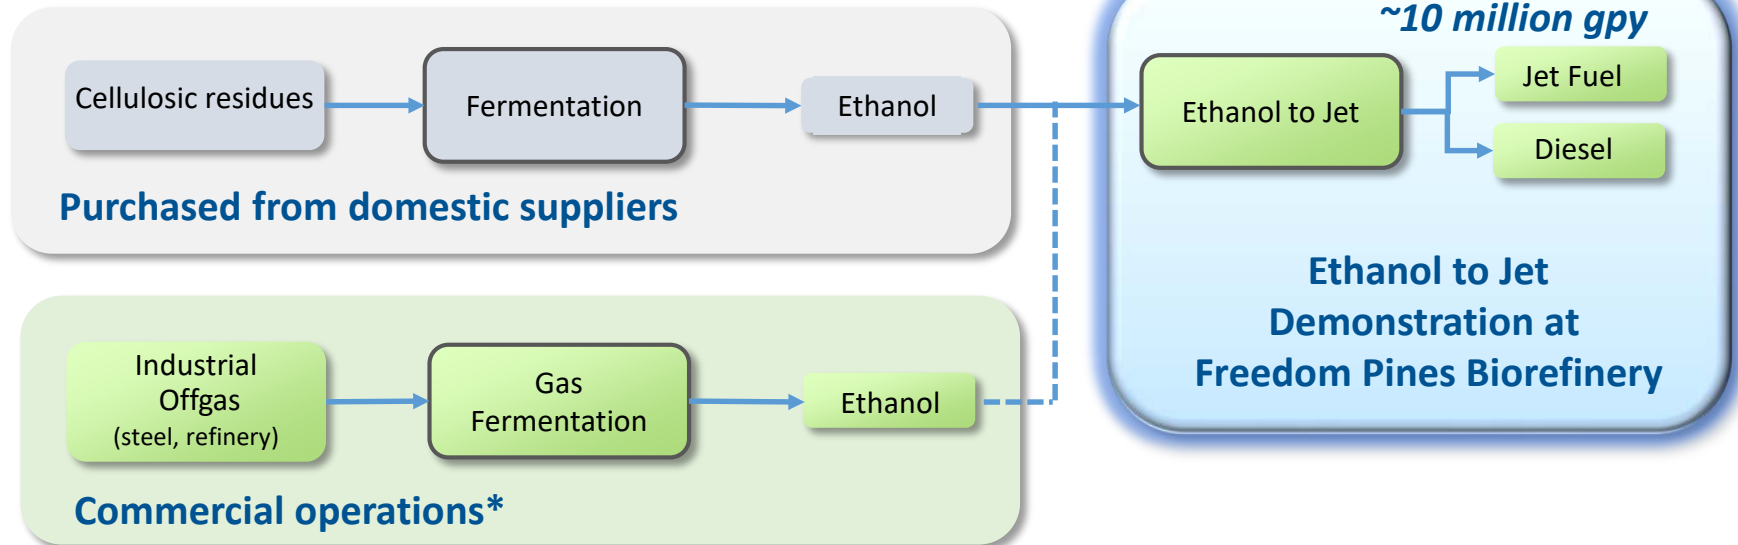 Cellulosic residues
Fermentation
Ethanol
Purchased from domestic suppliers
Industrial
Offgas
(steel, refinery)
Gas
Fermentation
Ethanol
Commercial operations*
~10 million gpy
Ethanol to Jet
Jet Fuel
Diesel
Ethanol to Jet
Demonstration at
Freedom Pines Biorefinery